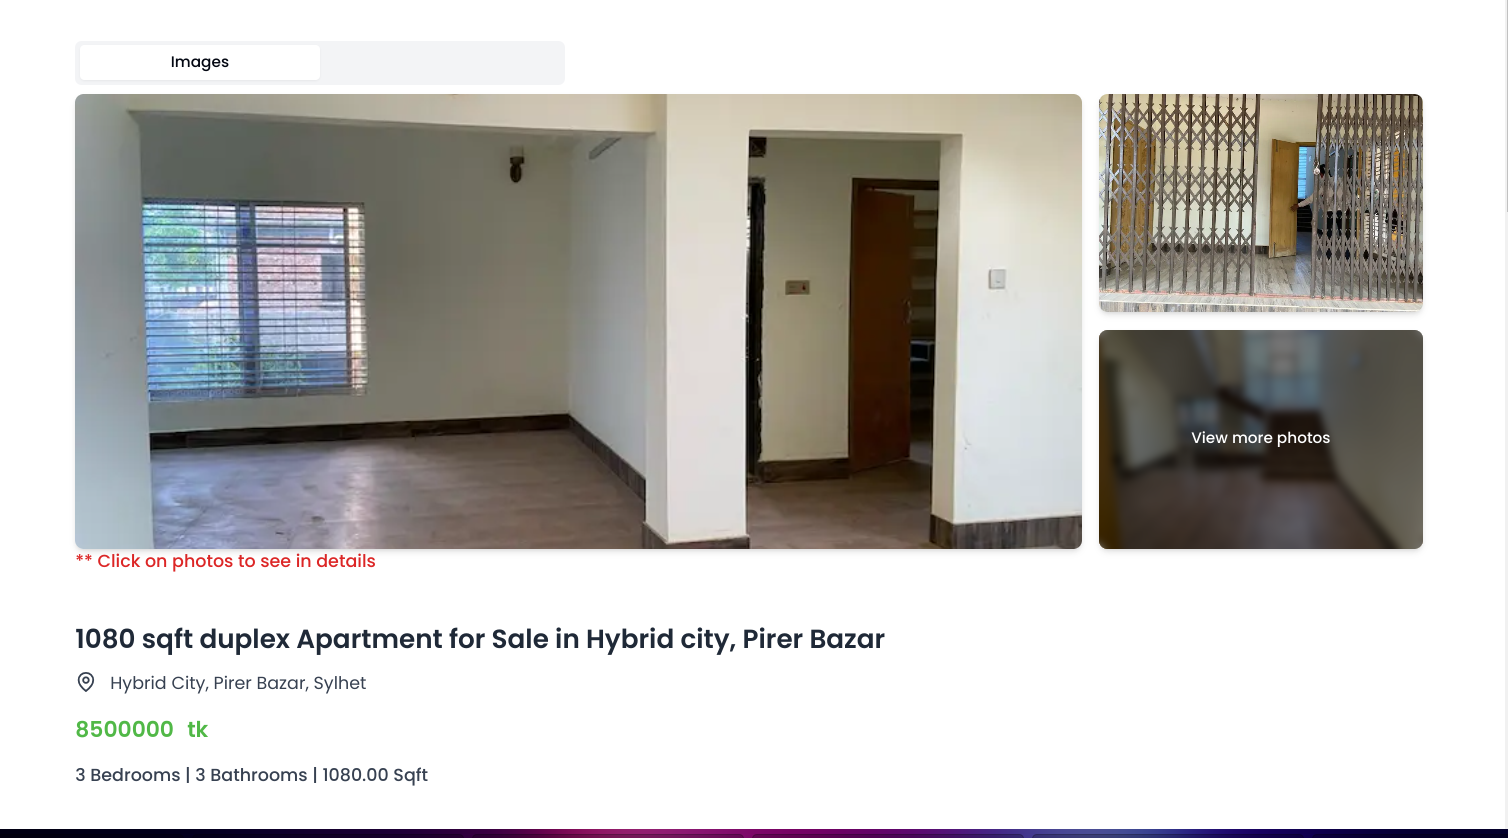 Images
View more photos
** Click on photos to see in details
1080 sqft duplex Apartment for Sale in Hybrid city, Pirer Bazar
Hybrid City, Pirer Bazar, Sylhet
8500000 tk
3 Bedrooms | 3 Bathrooms | 1080.00 Sqft